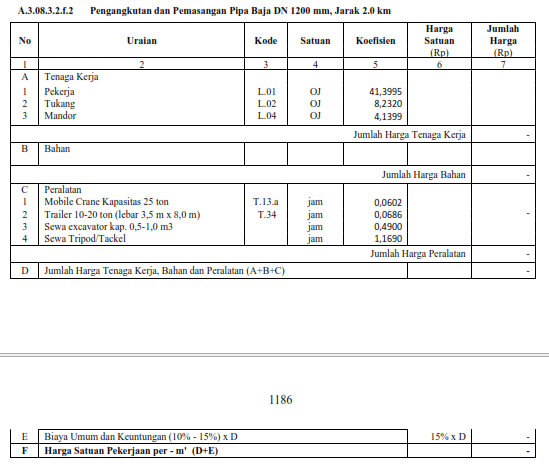 A.3.08.3.2.f.2 Pengangkutan dan Pemasangan Pipa Baja DN 1200 mm, Jarak 2.0 km
No Uraian Kode Satuan Koefisien Harga Satuan (Rp) Jumlah Harga (Rp)
1 2 3 4 5 6 7
A Tenaga Kerja
1 Pekerja L.01 OJ 41,3995
2 Tukang L.02 OJ 8,2320
3 Mandor L.04 OJ 4,1399
Jumlah Harga Tenaga Kerja -
B Bahan
Jumlah Harga Bahan -
C Peralatan
1 Mobile Crane Kapasitas 25 ton T.13.a jam 0,0602
2 Trailer 10-20 ton (lebar 3,5 m x 8,0 m) T.34 jam 0,0686 -
3 Sewa excavator kap. 0,5-1,0 m3 jam 0,4900
4 Sewa Tripod/Tackel jam 1,1690
Jumlah Harga Peralatan -
D Jumlah Harga Tenaga Kerja, Bahan dan Peralatan (A+B+C) -
1186
E Biaya Umum dan Keuntungan (10% - 15%) x D 15% x D -
F Harga Satuan Pekerjaan per - m' (D+E) -